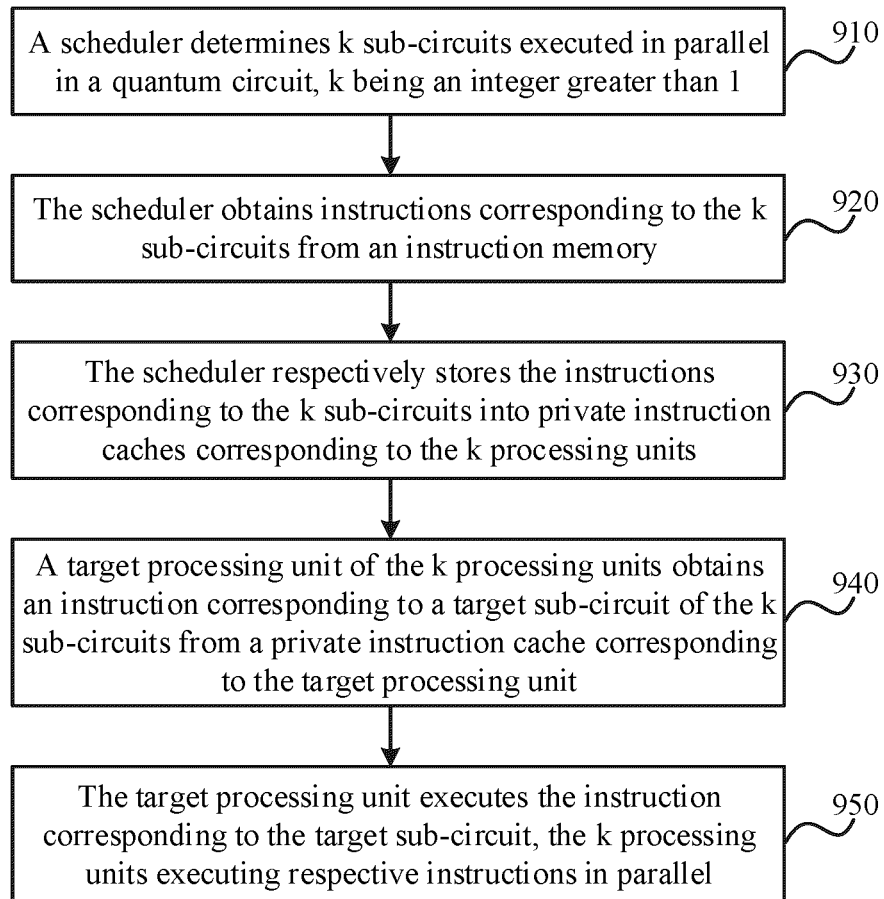 A scheduler determines k sub-circuits executed in parallel
in a quantum circuit, k being an integer greater than 1
910
The scheduler obtains instructions corresponding to the k
sub-circuits from an instruction memory
920
The scheduler respectively stores the instructions
corresponding to the k sub-circuits into private instruction
caches corresponding to the k processing units
930
A target processing unit of the k processing units obtains
an instruction corresponding to a target sub-circuit of the k
sub-circuits from a private instruction cache corresponding
to the target processing unit
940
The target processing unit executes the instruction
corresponding to the target sub-circuit, the k processing
units executing respective instructions in parallel
950